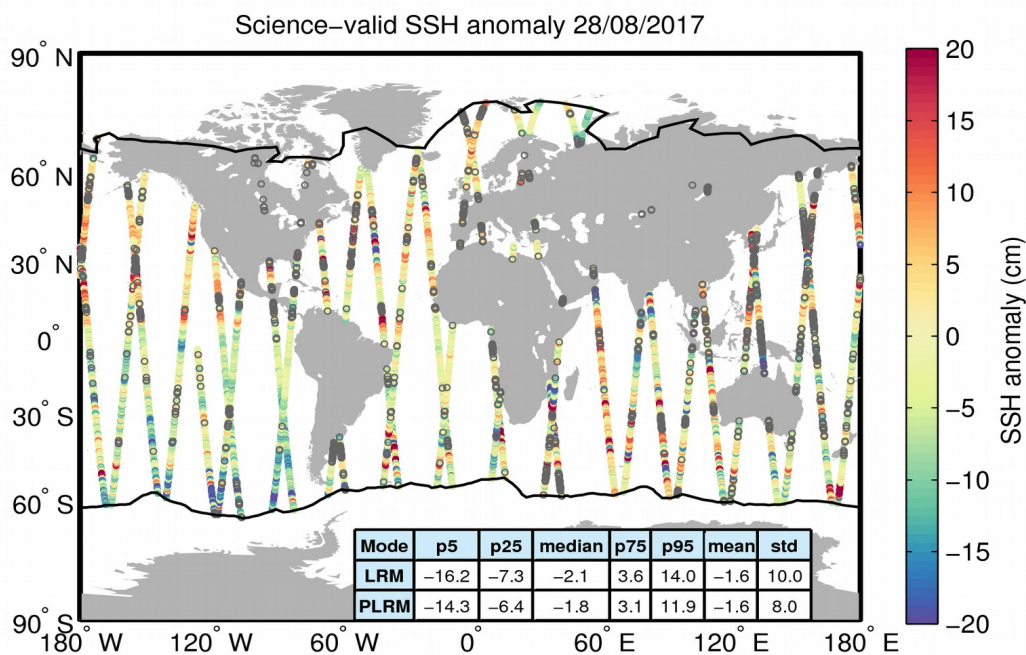 Science−valid SSH anomaly 28/08/2017
90° N
60° N
30° N
0°
30° S
60° S
90° S
180° W
120° W
60° W
0°
60° E
120° E
180° E
Mode p5 p25 median p75 p95 mean std
LRM −16.2 −7.3 −2.1 3.6 14.0 −1.6 10.0
PLRM −14.3 −6.4 −1.8 3.1 11.9 −1.6 8.0
20
15
10
5
0
−5
−10
−15
−20
SSH anomaly (cm)